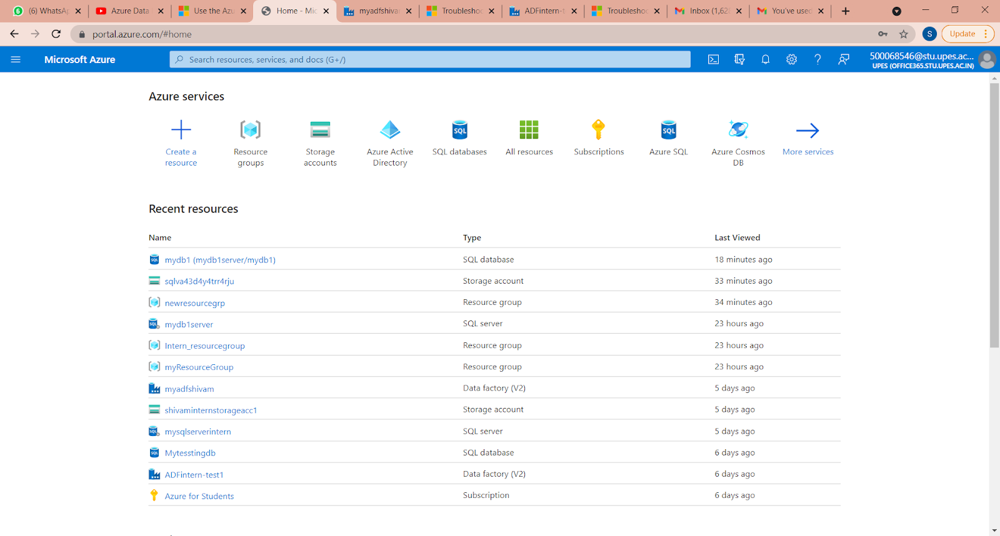 (6) WhatsAp
Azure Data
Use the Azu
Home - Mic
myadfshivar
Troublesho
ADFintern-t
Troublesho
Inbox (1,628
You've used
portal.azure.com/#home
S
Update
Microsoft Azure
Search resources, services, and docs (G+/)
500068546@stu.upes.ac...
UPES (OFFICE365.STU.UPES.AC.IN)
Azure services
Create a
resource
Resource
groups
Storage
accounts
Azure Active
Directory
SQL
SQL databases
All resources
Subscriptions
SQL
Azure SQL
Azure Cosmos
DB
More services
Recent resources
Name Type Last Viewed
mydb1 (mydb1server/mydb1) SQL database 18 minutes ago
sqlva43d4y4trr4rju Storage account 33 minutes ago
newresourcegrp Resource group 34 minutes ago
mydb1server SQL server 23 hours ago
Intern_resourcegroup Resource group 23 hours ago
myResourceGroup Resource group 23 hours ago
myadfshivam Data factory (V2) 5 days ago
shivaminternstorageacc1 Storage account 5 days ago
mysqlserverintern SQL server 5 days ago
Mytesstingdb SQL database 6 days ago
ADFintern-test1 Data factory (V2) 6 days ago
Azure for Students Subscription 6 days ago